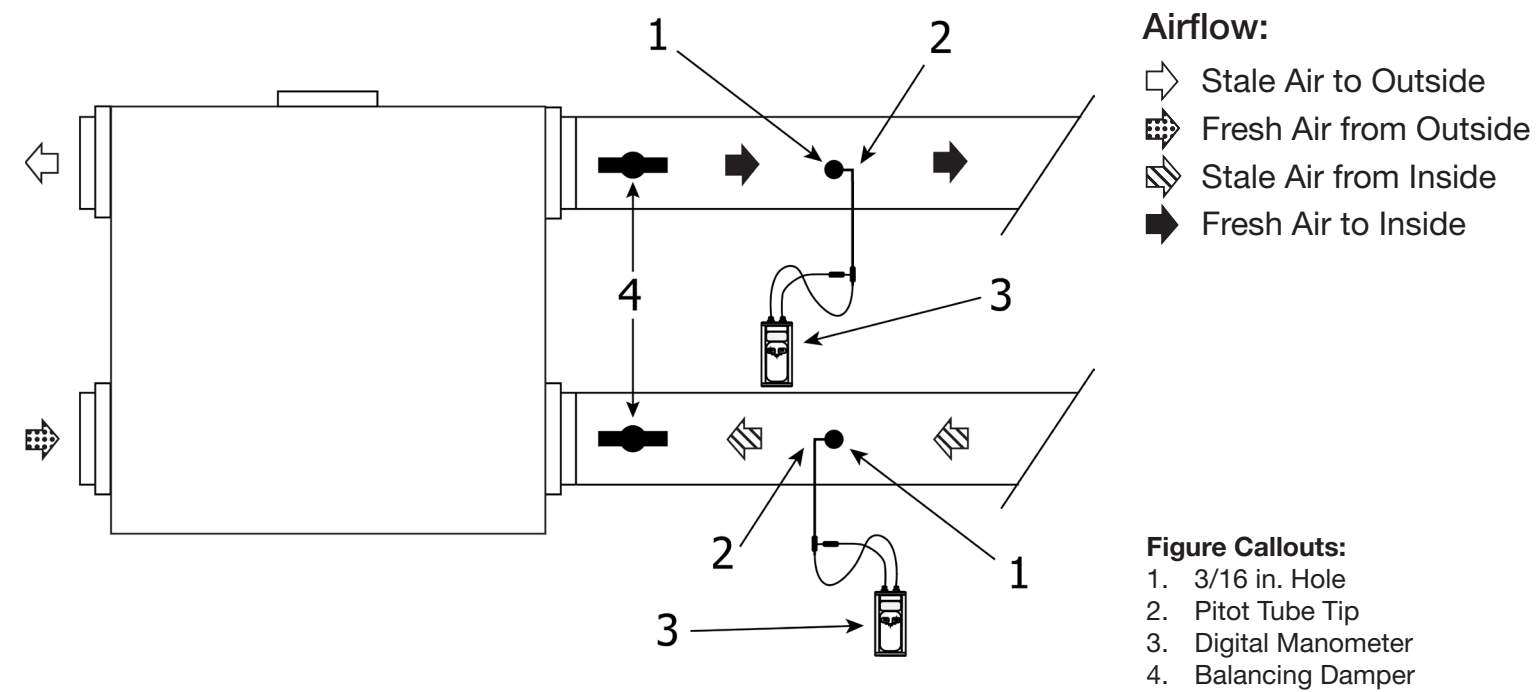 1
2
4
3
2
1
3
Airflow:
Stale Air to Outside
Fresh Air from Outside
Stale Air from Inside
Fresh Air to Inside
Figure Callouts:
1. 3/16 in. Hole
2. Pitot Tube Tip
3. Digital Manometer
4. Balancing Damper